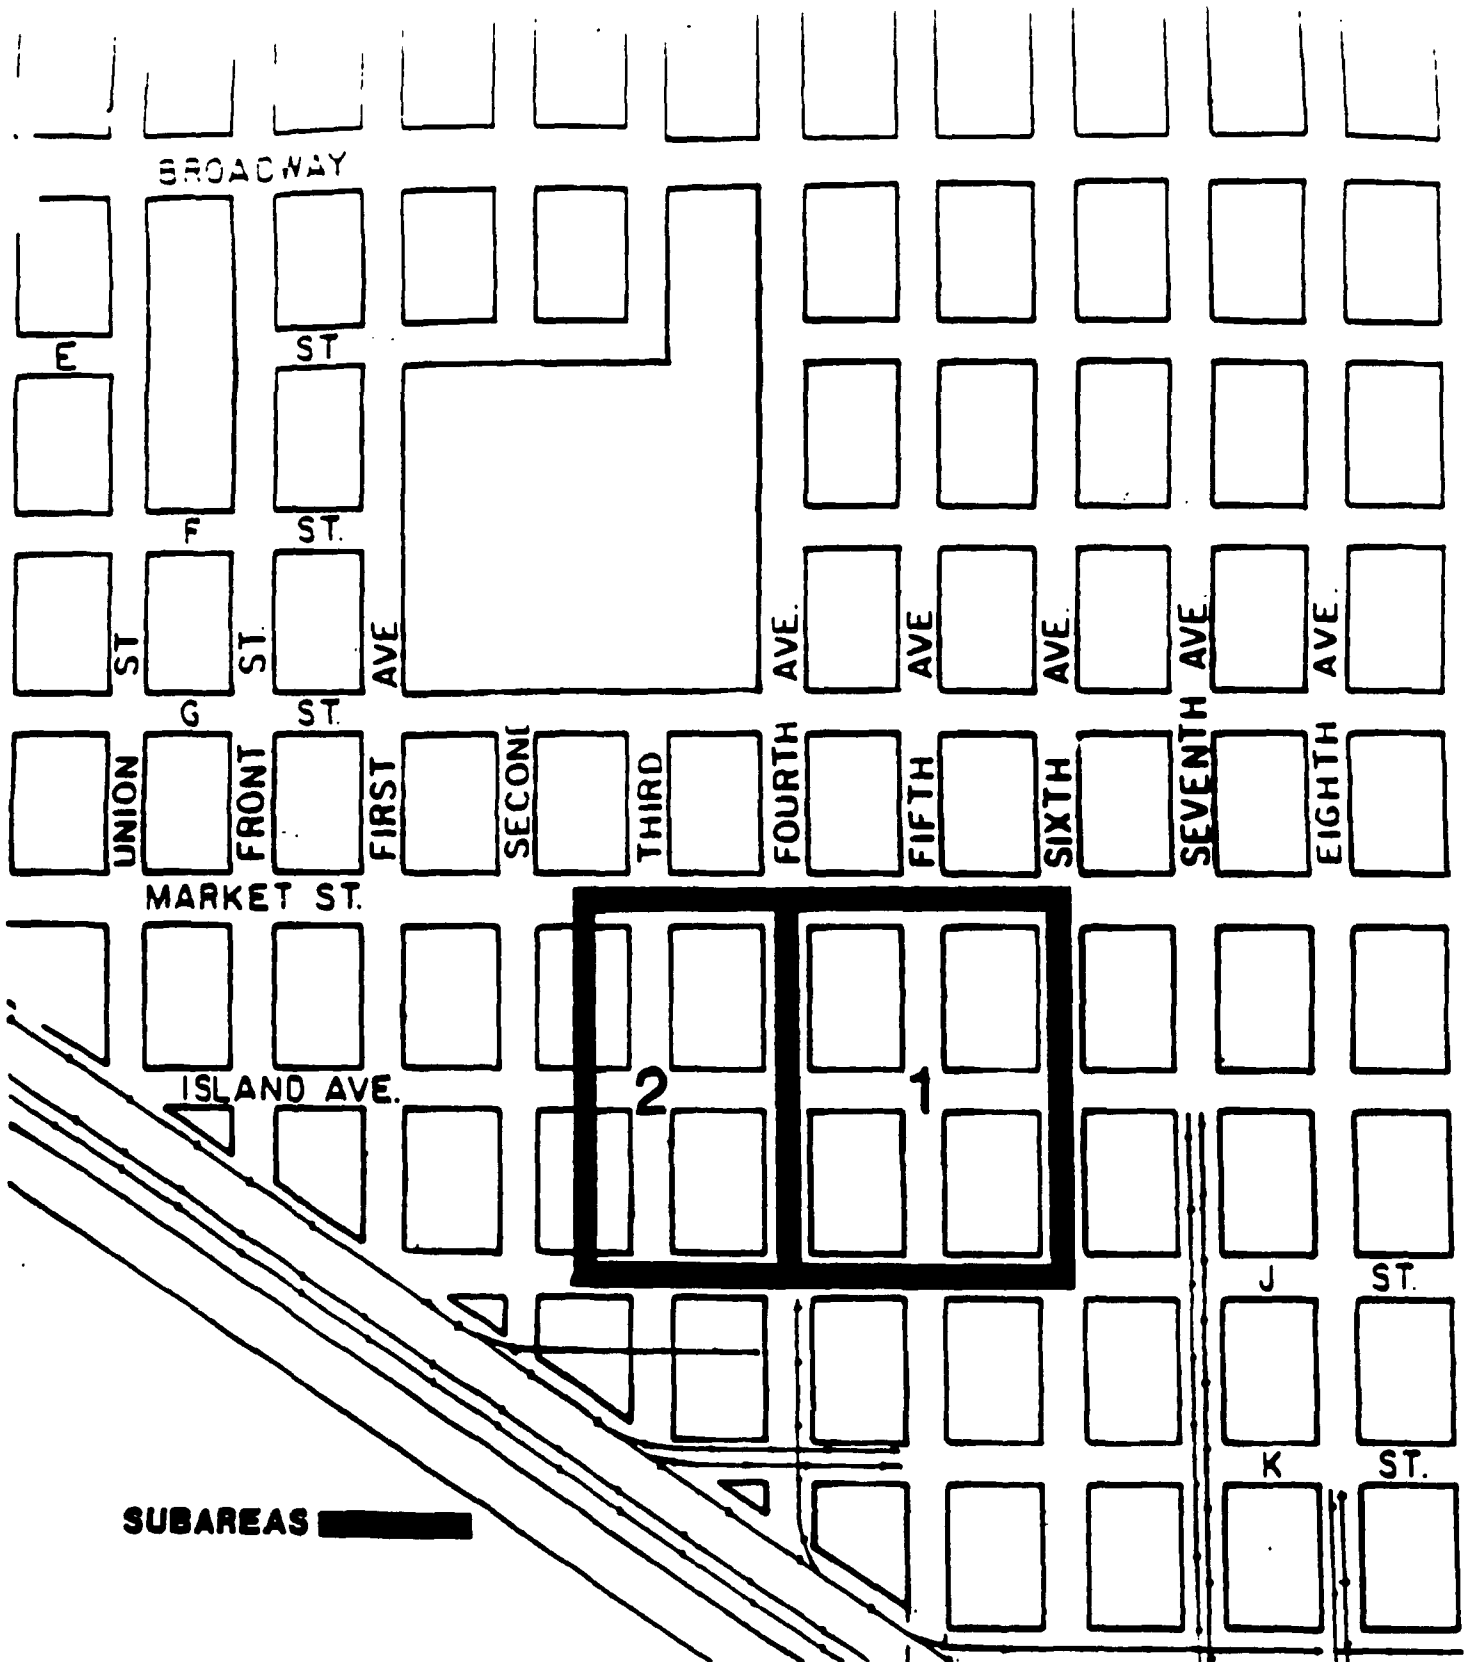 BROADWAY
E ST
F ST.
ST ST. AVE AVE. AVE AVE. AVE AVE.
G ST.
UNION FRONT FIRST SECOND THIRD FOURTH FIFTH SIXTH SEVENTH EIGHTH
MARKET ST.
2 1
ISLAND AVE.
J ST.
K ST.
SUBAREAS